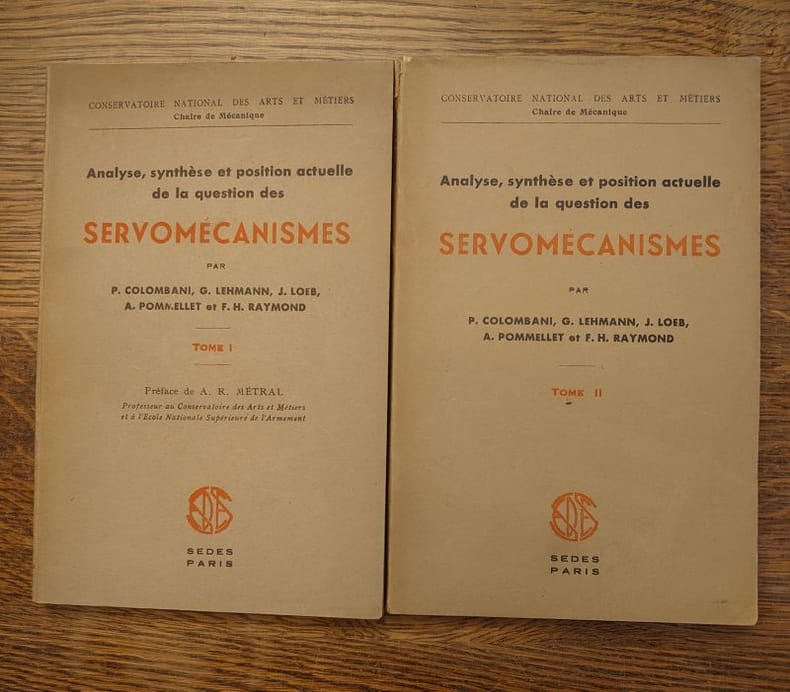 CONSERVATOIRE NATIONAL DES ARTS ET MÉTIERS
Chaire de Mécanique
Analyse, synthèse et position actuelle
de la question des
SERVOMÉCANISMES
PAR
P. COLOMBANI, G. LEHMANN, J. LOEB,
A. POMMELLET et F. H. RAYMOND
TOME I
Préface de A. R. MÉTRAL
Professeur au Conservatoire des Arts et Métiers
et à l'Ecole Nationale Supérieure de l'Armement
SEDES
PARIS
CONSERVATOIRE NATIONAL DES ARTS ET MÉTIERS
Chaire de Mécanique
Analyse, synthèse et position actuelle
de la question des
SERVOMÉCANISMES
PAR
P. COLOMBANI, G. LEHMANN, J. LOEB,
A. POMMELLET et F. H. RAYMOND
TOME II
SEDES
PARIS